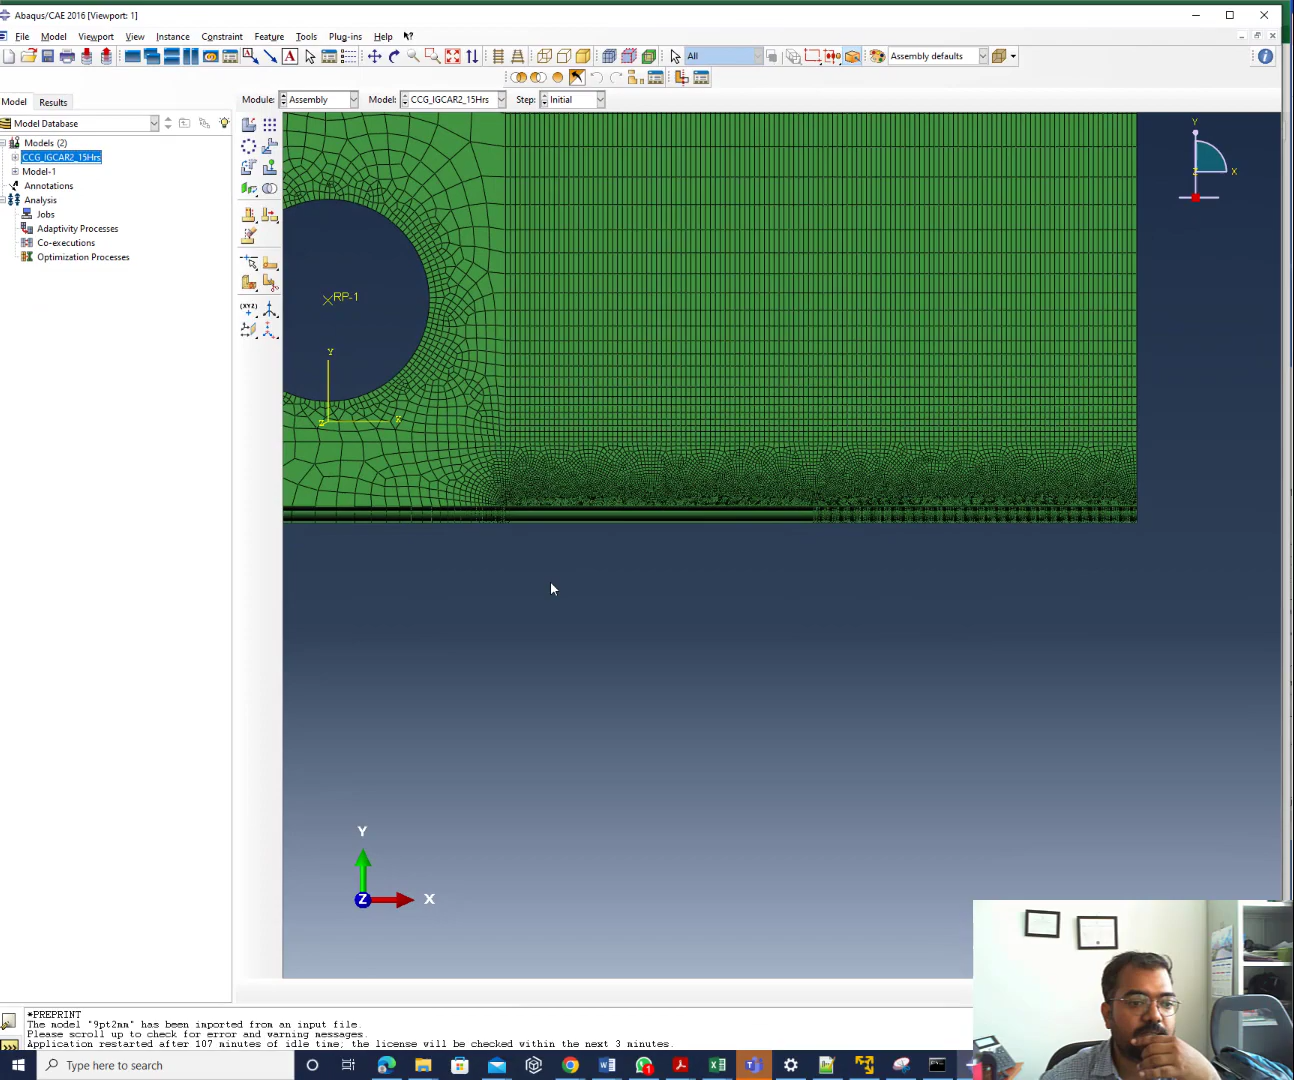 Abaqus/CAE 2016 [Viewport: 1]
File Model Viewport View Instance Constraint Feature Tools Plug-ins Help
All Assembly defaults
Model Results Module: Assembly Model: CCG_IGCAR2_15Hrs Step: Initial
Model Database
Models (2)
CCG_IGCAR2_15Hrs
Model-1
Annotations
Analysis
Jobs
Adaptivity Processes
Co-executions
Optimization Processes
Y
X
Z
RP-1
Y
X
Z
Y
Z X
*PREPRINT
The model "9pt2mm" has been imported from an input file.
Please scroll up to check for error and warning messages.
Application restarted after 107 minutes of idle time; the license will be checked within the next 3 minutes.
Type here to search